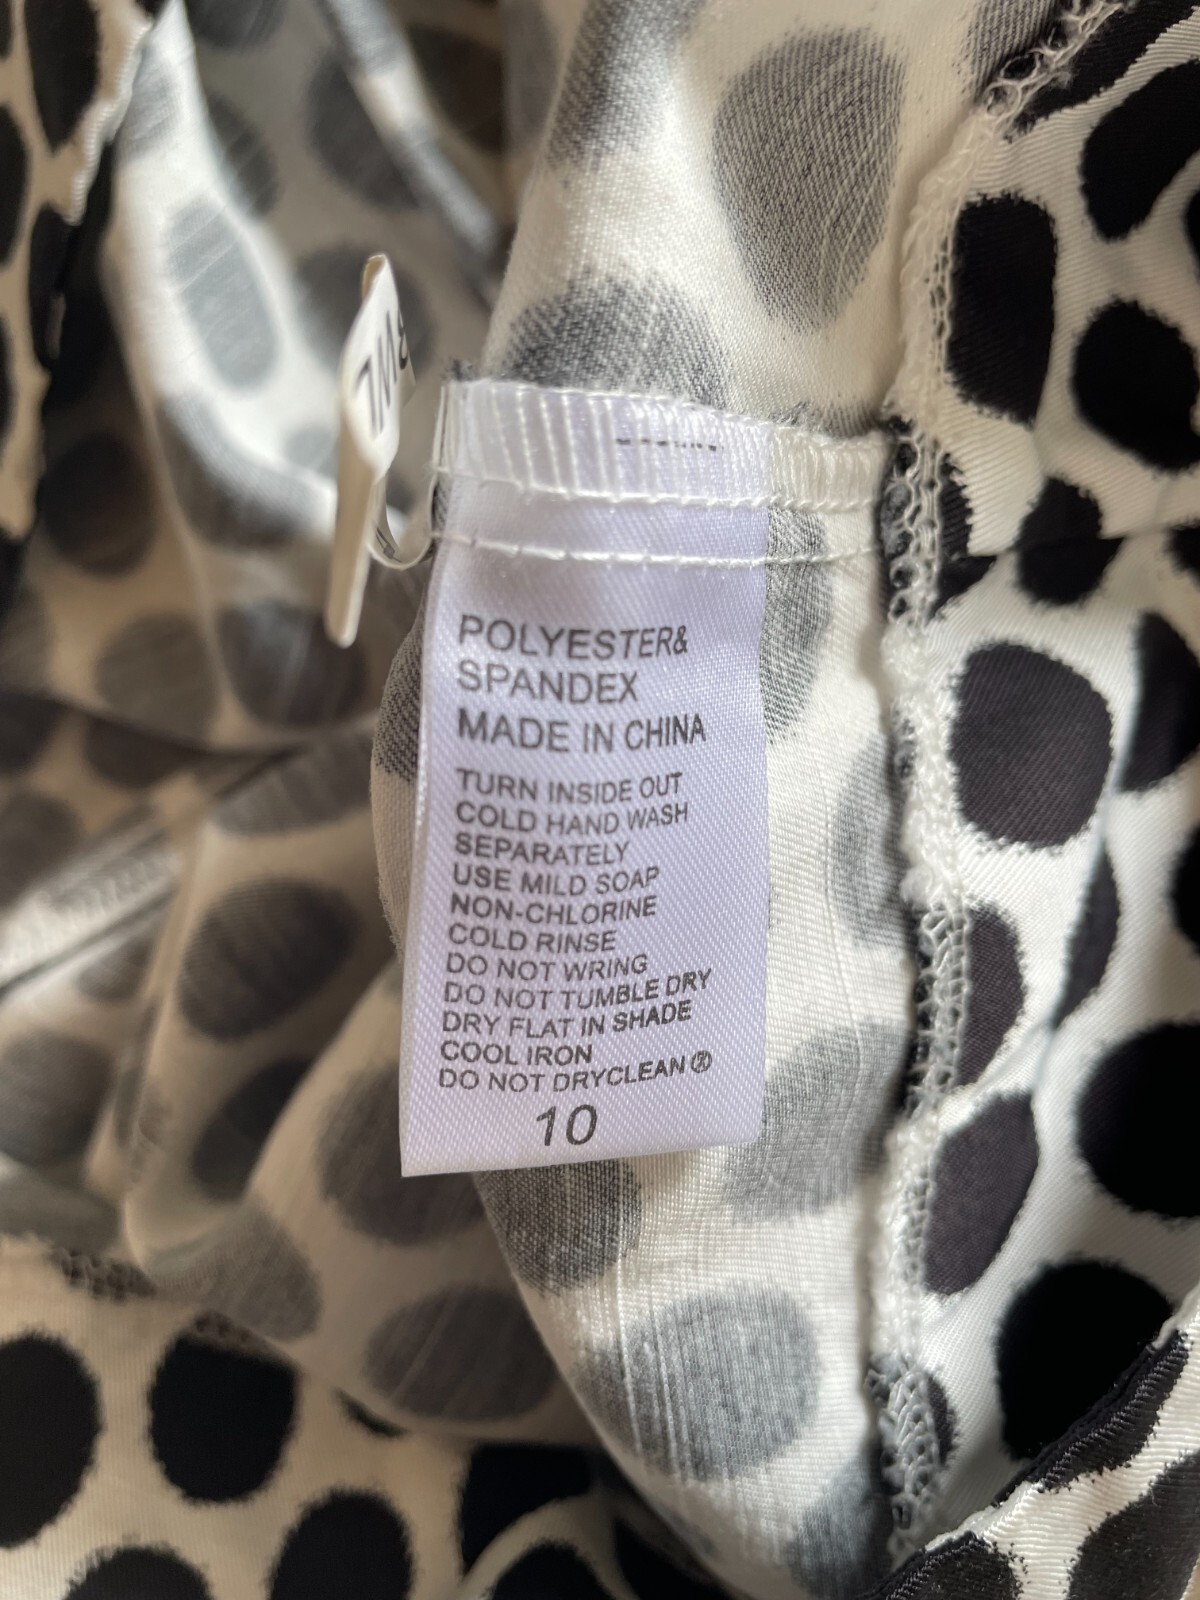 POLYESTER&
SPANDEX
MADE IN CHINA
TURN INSIDE OUT
COLD HAND WASH
SEPARATELY
USE MILD SOAP
NON-CHLORINE
COLD RINSE
DO NOT WRING
DO NOT TUMBLE DRY
DRY FLAT IN SHADE
COOL IRON
DO NOT DRYCLEAN Ⓡ
10